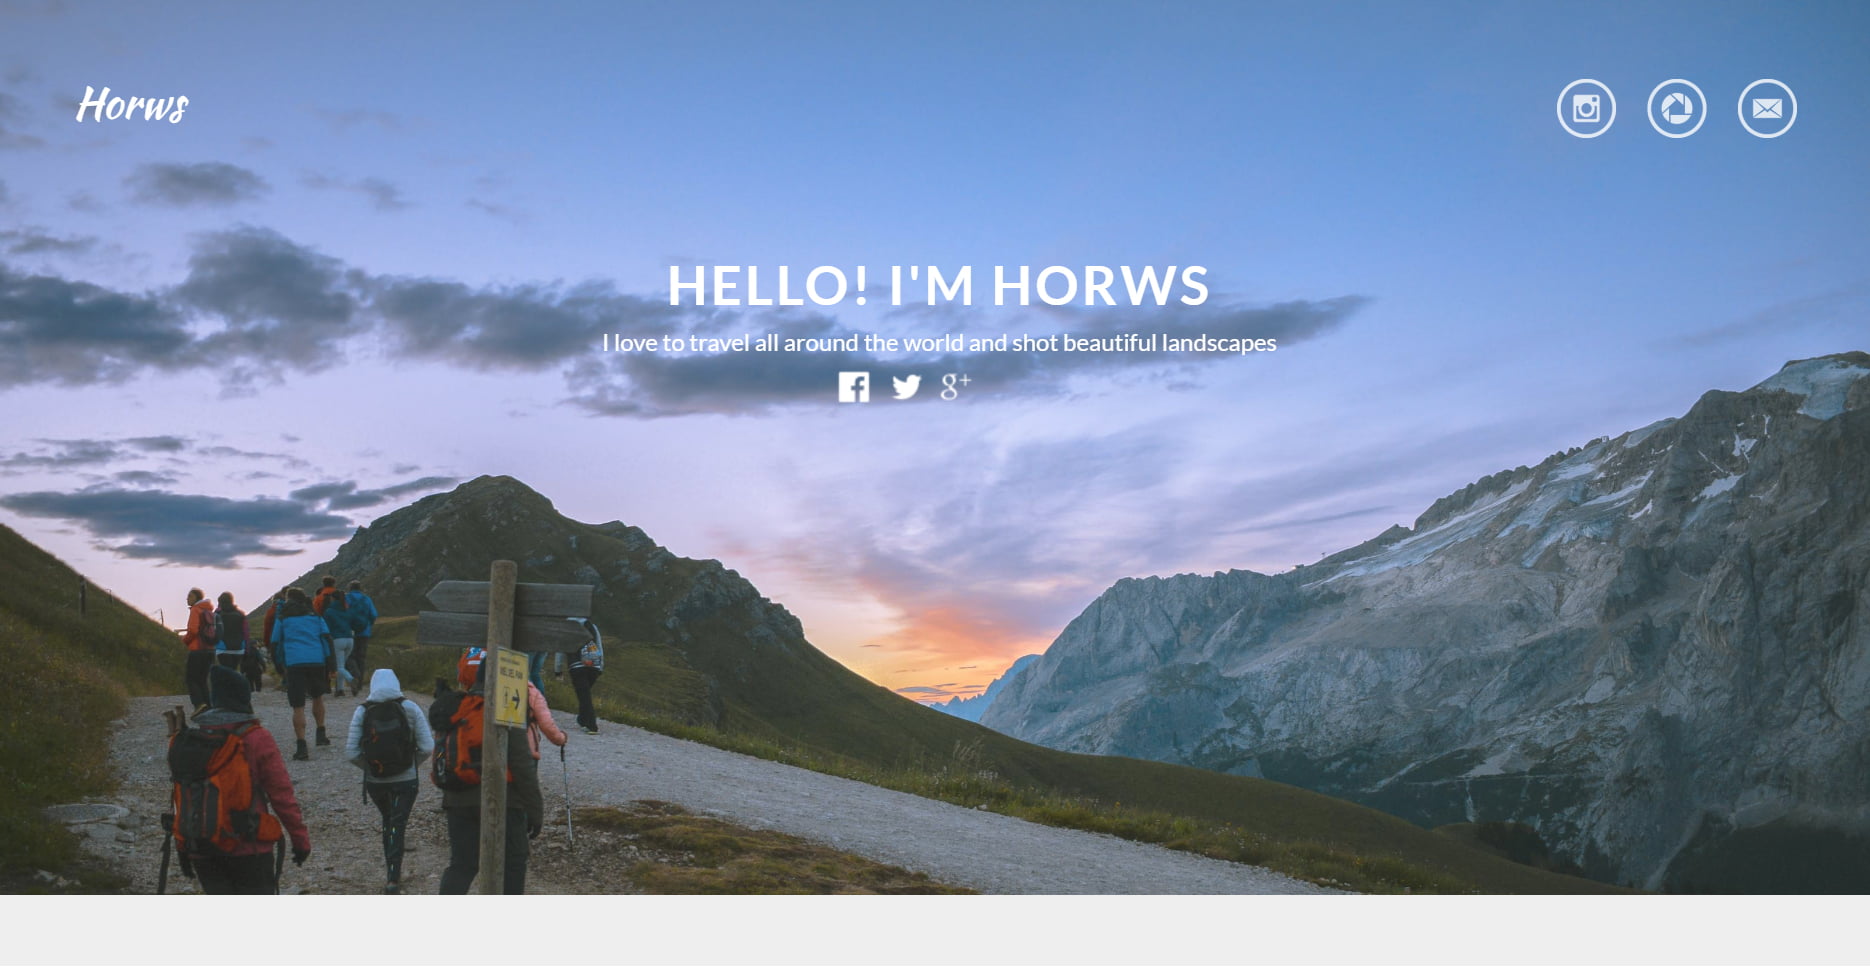 Horws
HELLO! I'M HORWS
I love to travel all around the world and shot beautiful landscapes
g+